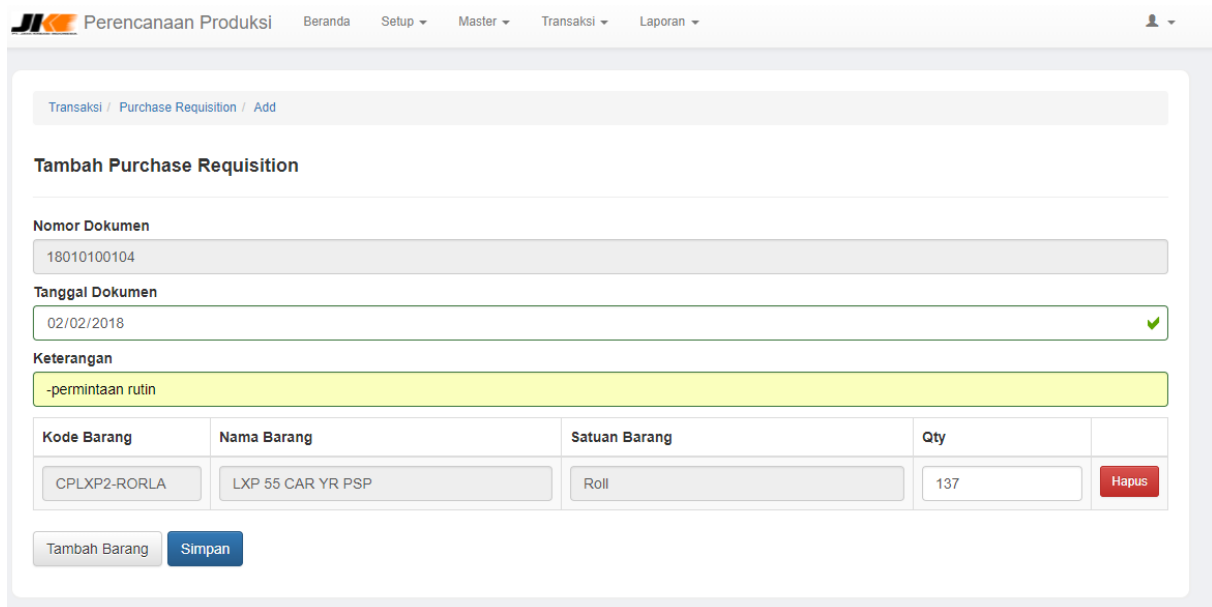 JKE Perencanaan Produksi Beranda Setup Master Transaksi Laporan
Transaksi / Purchase Requisition / Add
Tambah Purchase Requisition
Nomor Dokumen
18010100104
Tanggal Dokumen
02/02/2018
Keterangan
-permintaan rutin
Kode Barang Nama Barang Satuan Barang Qty
CPLXP2-RORLA LXP 55 CAR YR PSP Roll 137 Hapus
Tambah Barang Simpan